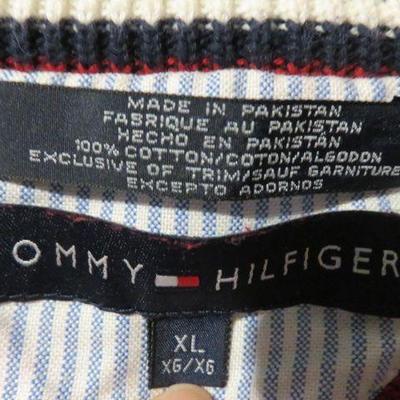 MADE IN PAKISTAN
FABRIQUE AU PAKISTAN
HECHO EN PAKISTAN
100% COTTON/COTON/ALGODON
EXCLUSIVE OF TRIM/SAUF GARNITURE
EXCEPTO ADORNOS
OMMY HILFIGER
XL
XG/XG